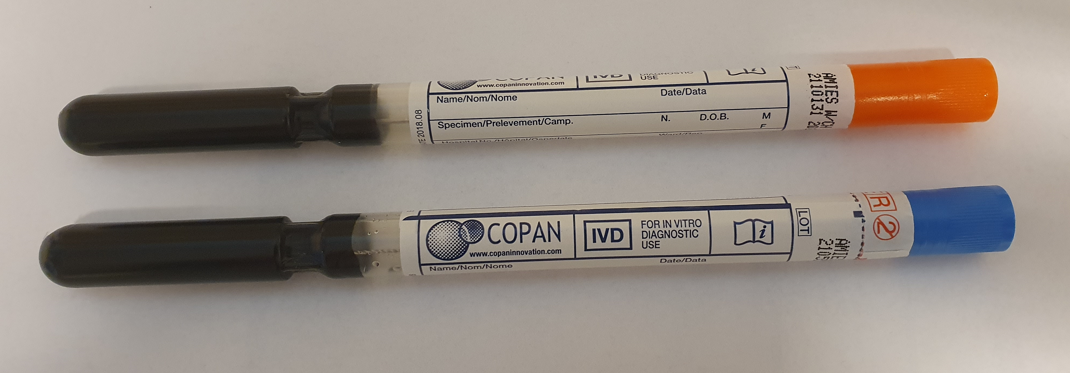 COPAN
www.copaninnovation.com
IVD
DIAGNOSTIC
USE
Name/Nom/Nome
Date/Data
Specimen/Prelevement/Camp.
N.
D.O.B.
M
F
2018.08
AMIES
2110131
COPAN
www.copaninnovation.com
IVD
FOR IN VITRO
DIAGNOSTIC
USE
i
LOT
Name/Nom/Nome
Date/Data
R 2